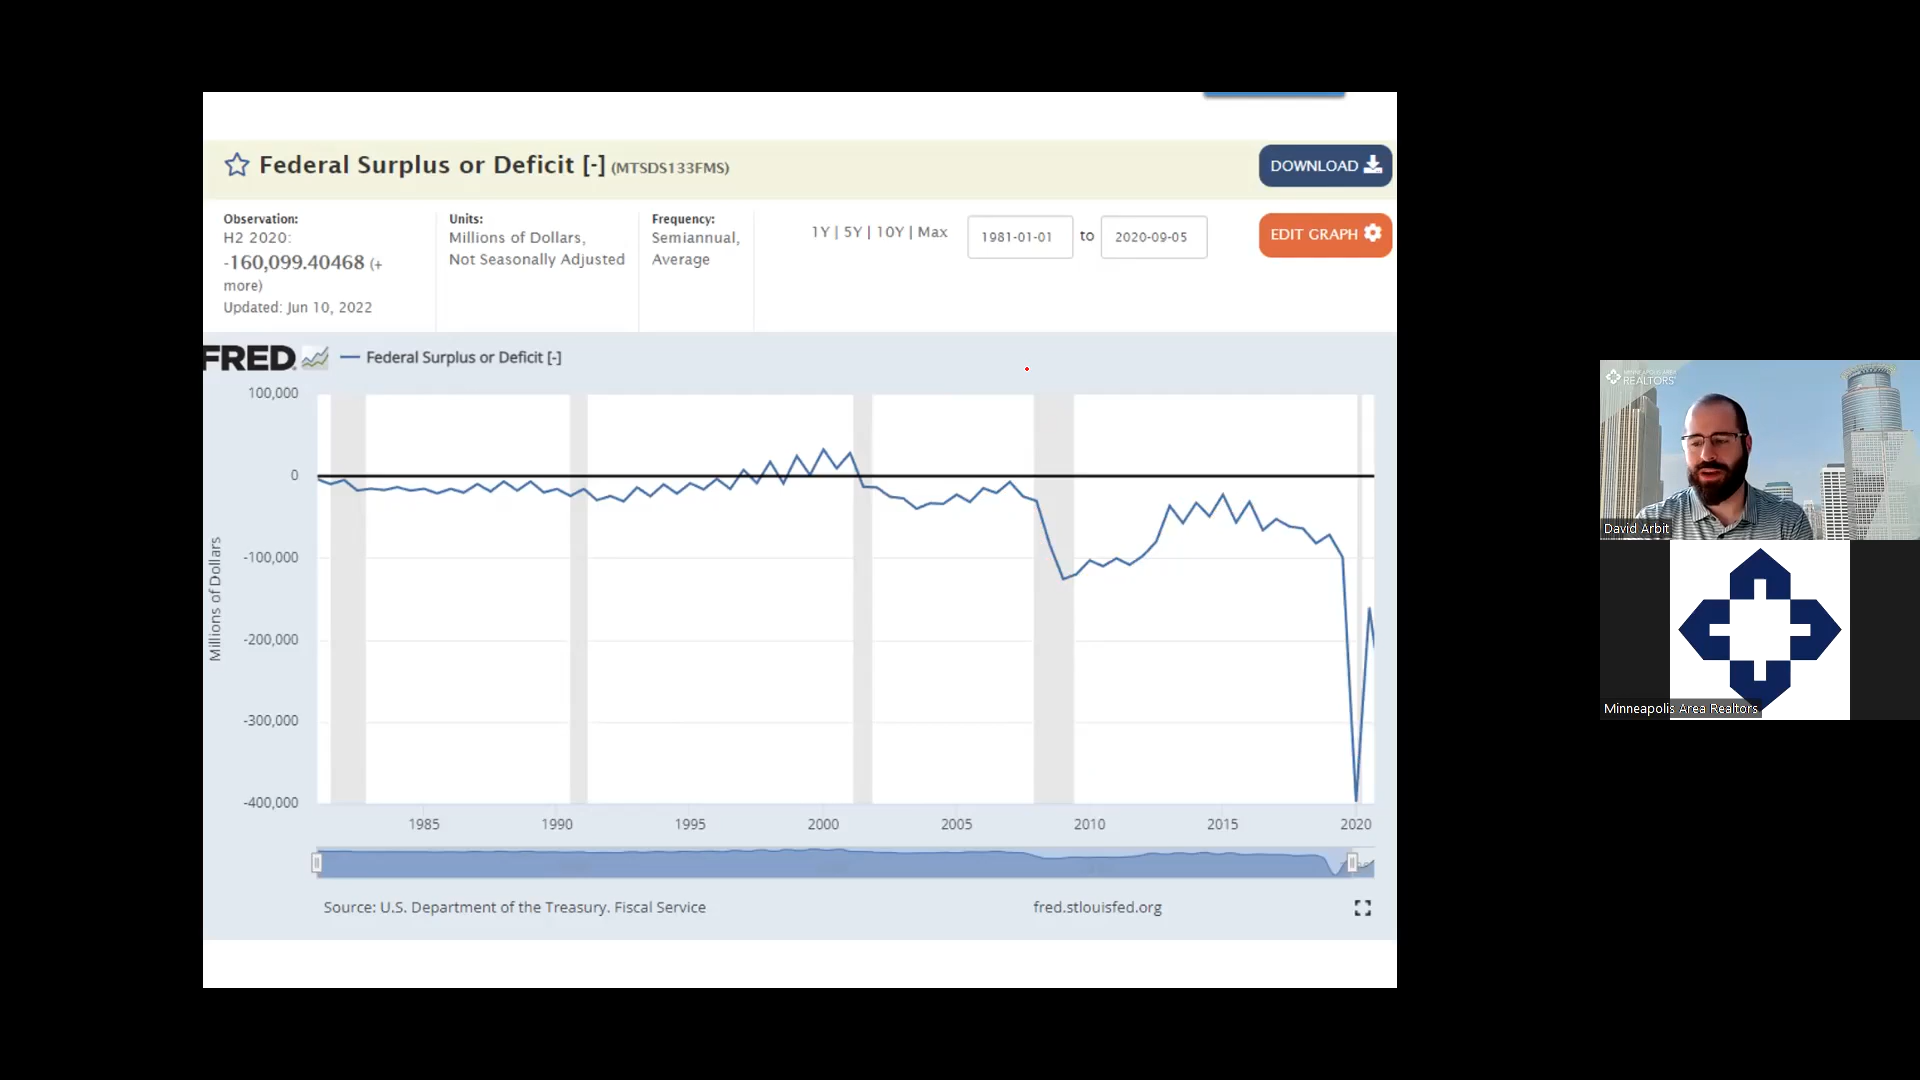 Federal Surplus or Deficit [-] (MTSDS133FMS)
DOWNLOAD
Observation:
H2 2020:
-160,099.40468 (+
more)
Updated: Jun 10, 2022
Units:
Millions of Dollars,
Not Seasonally Adjusted
Frequency:
Semiannual,
Average
1Y | 5Y | 10Y | Max
1981-01-01 to 2020-09-05
EDIT GRAPH
FRED
Federal Surplus or Deficit [-]
100,000
0
-100,000
-200,000
-300,000
-400,000
Millions of Dollars
1985 1990 1995 2000 2005 2010 2015 2020
Source: U.S. Department of the Treasury. Fiscal Service
fred.stlouisfed.org
MINNEAPOLIS AREA
REALTORS
David Arbit
Minneapolis Area Realtors